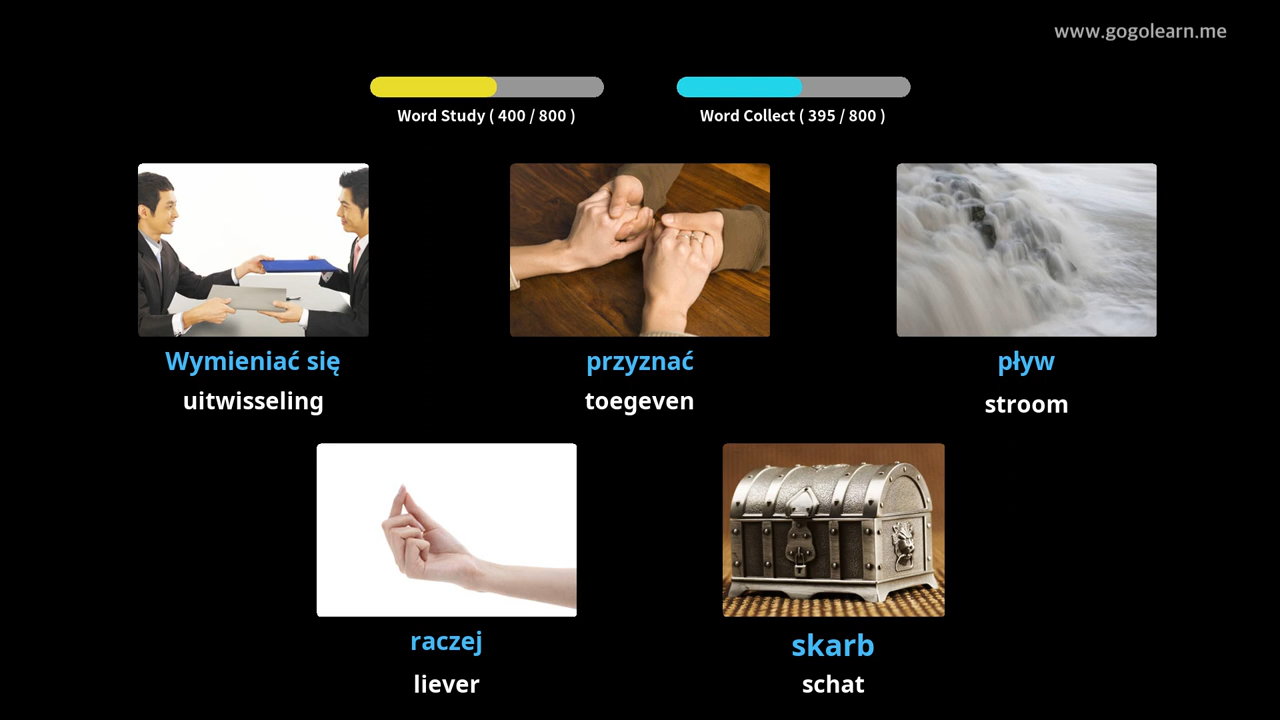 www.gogolearn.me
Word Study ( 400 / 800 )
Word Collect ( 395 / 800 )
Wymieniać się
uitwisseling
przyznać
toegeven
pływ
stroom
raczej
liever
skarb
schat